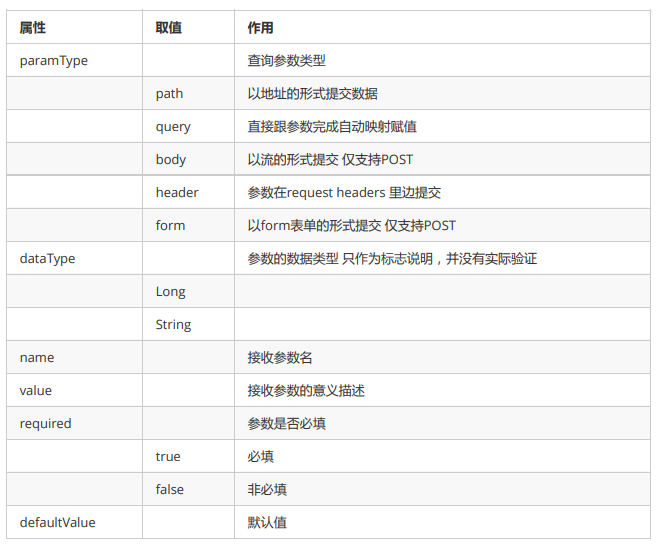 属性 取值 作用
paramType 查询参数类型
path 以地址的形式提交数据
query 直接跟参数完成自动映射赋值
body 以流的形式提交 仅支持POST
header 参数在request headers 里边提交
form 以form表单的形式提交 仅支持POST
dataType 参数的数据类型 只作为标志说明，并没有实际验证
Long
String
name 接收参数名
value 接收参数的意义描述
required 参数是否必填
true 必填
false 非必填
defaultValue 默认值